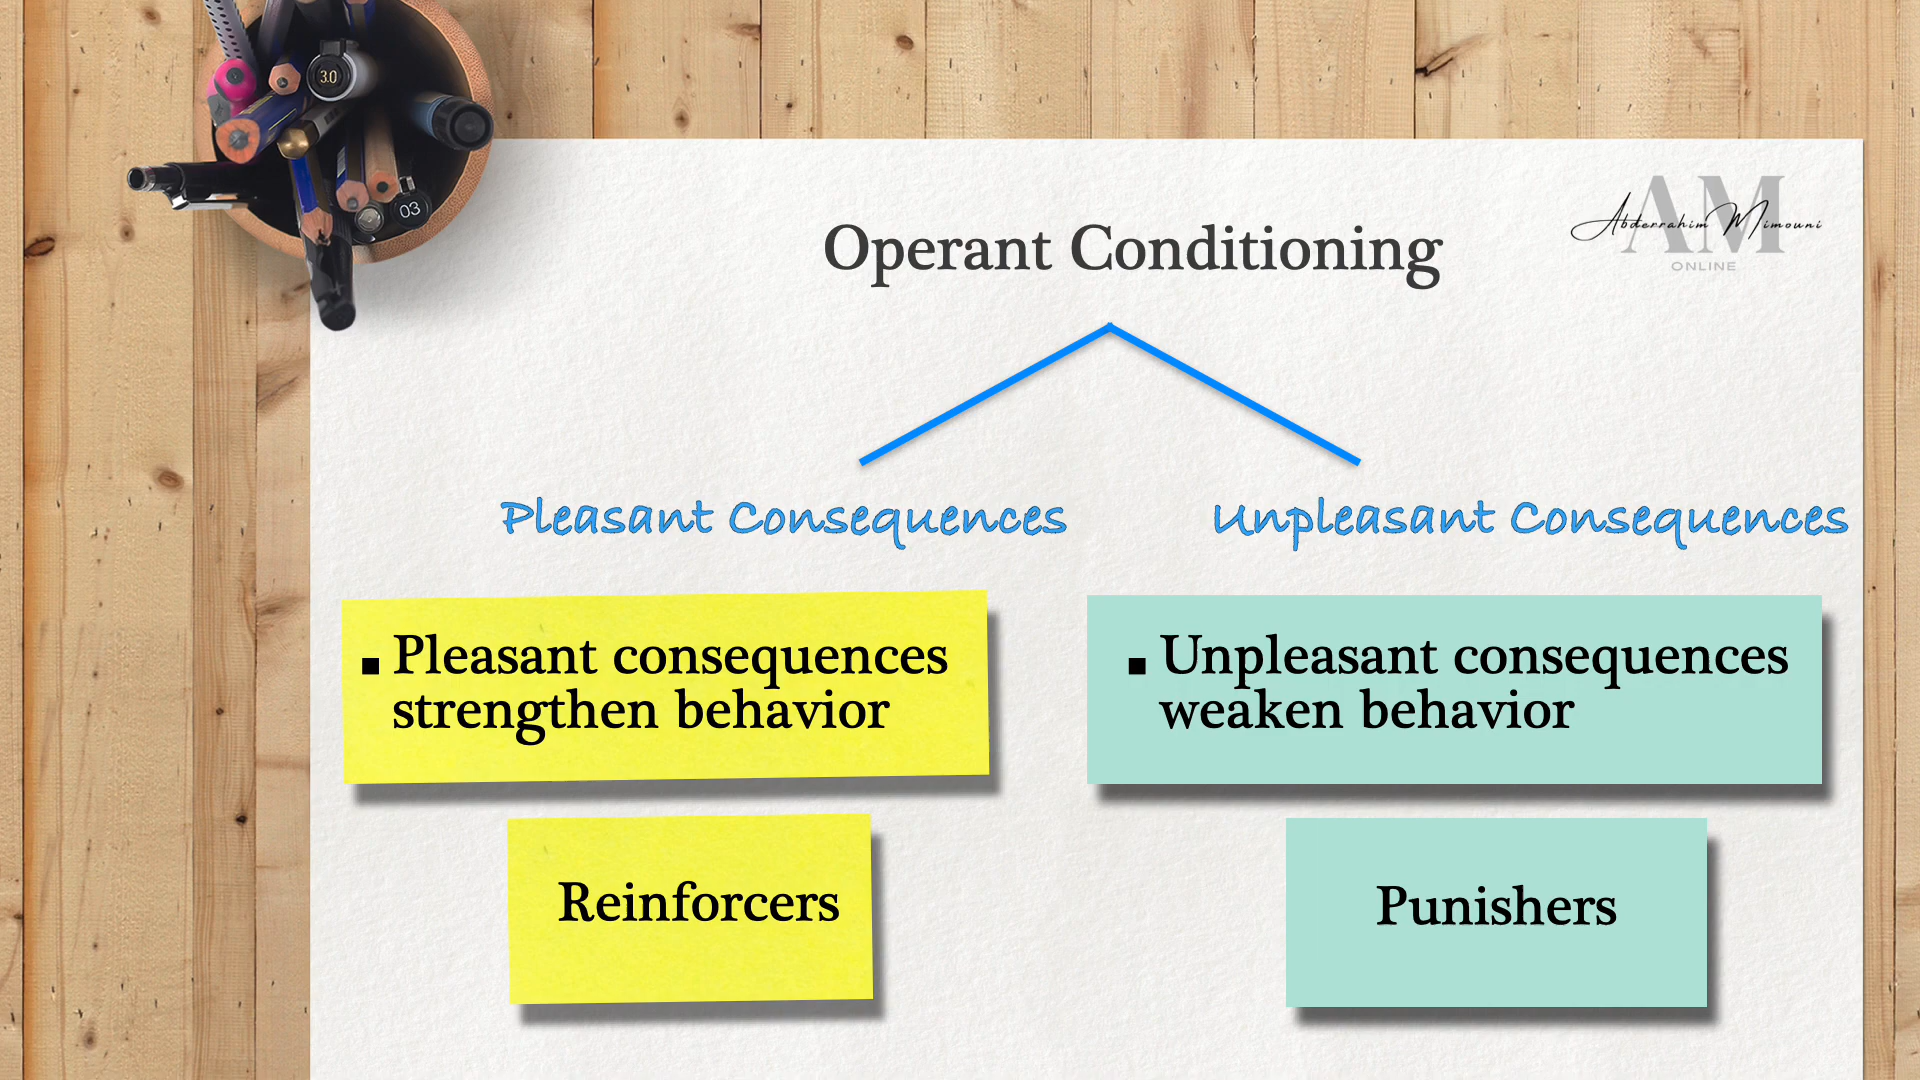 3.0
03
Abderrahim Mimouni
AM
ONLINE
Operant Conditioning
Pleasant Consequences
Unpleasant Consequences
▪ Pleasant consequences
strengthen behavior
▪ Unpleasant consequences
weaken behavior
Reinforcers
Punishers